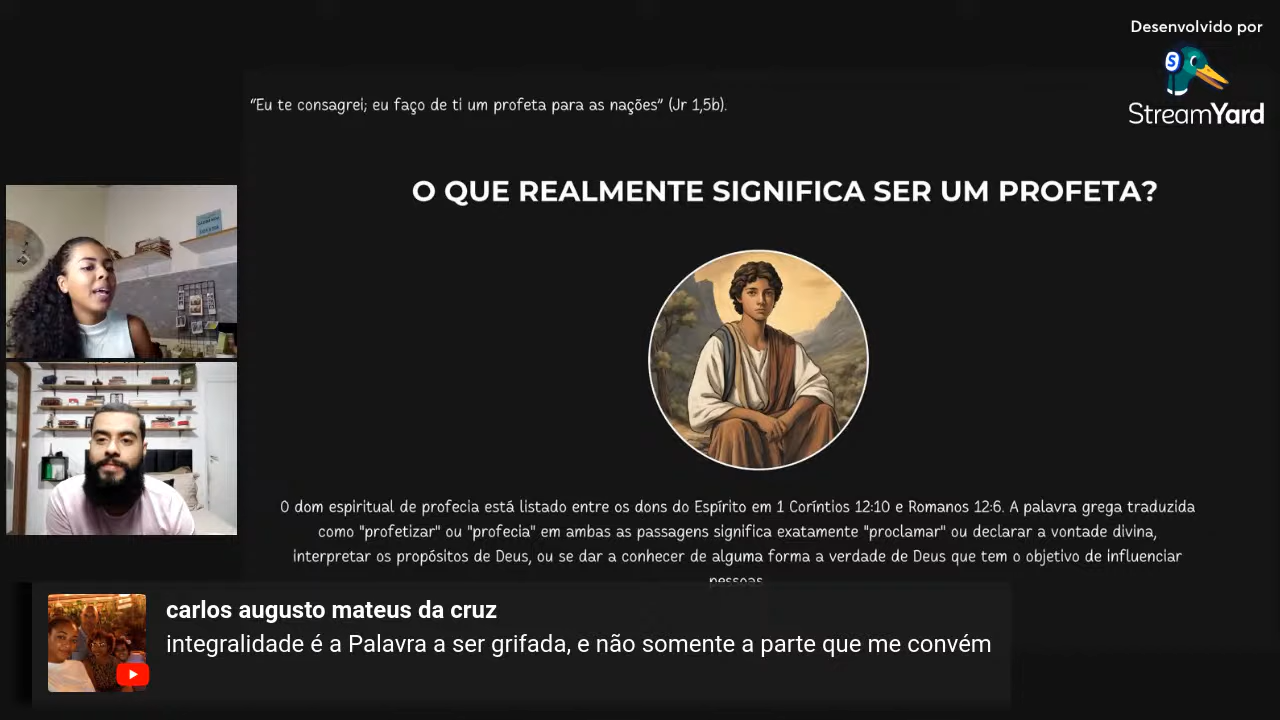 Desenvolvido por
StreamYard
“Eu te consagrei; eu faço de ti um profeta para as nações” (Jr 1,5b).
O QUE REALMENTE SIGNIFICA SER UM PROFETA?
O dom espiritual de profecia está listado entre os dons do Espírito em 1 Coríntios 12:10 e Romanos 12:6. A palavra grega traduzida
como "profetizar" ou "profecia" em ambas as passagens significa exatamente "proclamar" ou declarar a vontade divina,
interpretar os propósitos de Deus, ou se dar a conhecer de alguma forma a verdade de Deus que tem o objetivo de influenciar
pessoas
carlos augusto mateus da cruz
integralidade é a Palavra a ser grifada, e não somente a parte que me convém